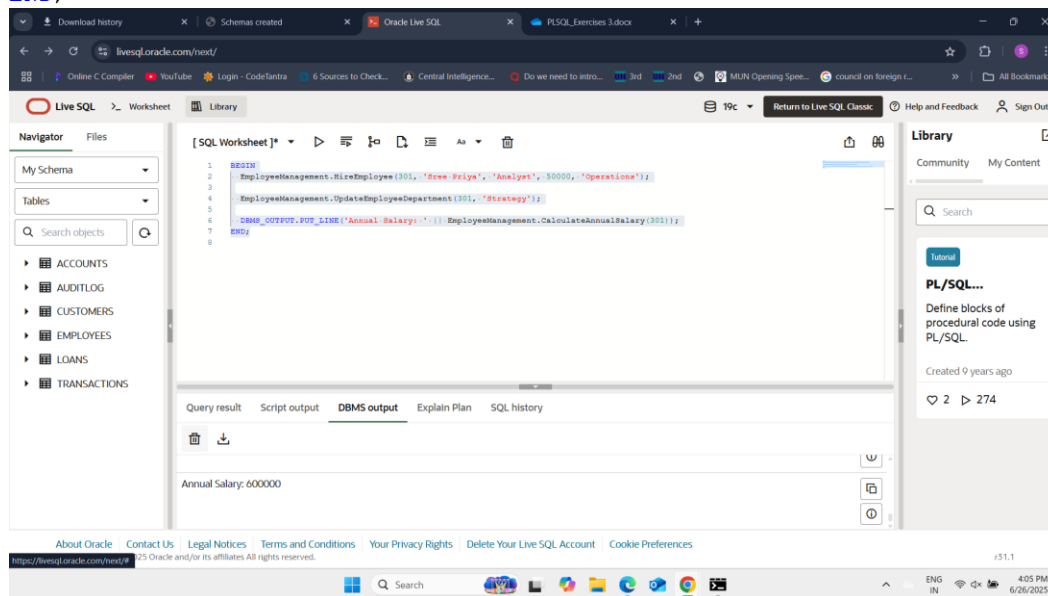 Download history
Schemas created
Oracle Live SQL
PLSQL_Exercises 3.docx
livesql.oracle.com/next/
Online C Compiler
YouTube
Login - CodeTantra
6 Sources to Check...
Central Intelligence...
Do we need to intro...
3rd
2nd
MUN Opening Spee...
council on foreign r...
All Bookmark
Live SQL
>_ Worksheet
Library
19c
Return to Live SQL Classic
Help and Feedback
Sign Out
Navigator
Files
My Schema
Tables
Search objects
ACCOUNTS
AUDITLOG
CUSTOMERS
EMPLOYEES
LOANS
TRANSACTIONS
[ SQL Worksheet ]*
Aa
1 BEGIN
2 EmployeeManagement.HireEmployee(301, 'Sree Priya', 'Analyst', 50000, 'Operations');
3
4 EmployeeManagement.UpdateEmployeeDepartment(301, 'Strategy');
5
6 DBMS_OUTPUT.PUT_LINE('Annual Salary: ' || EmployeeManagement.CalculateAnnualSalary(301));
7 END;
8
Query result
Script output
DBMS output
Explain Plan
SQL history
Annual Salary: 600000
Library
Community
My Content
Search
Tutorial
PL/SQL...
Define blocks of
procedural code using
PL/SQL.
Created 9 years ago
2
274
About Oracle
Contact Us
Legal Notices
Terms and Conditions
Your Privacy Rights
Delete Your Live SQL Account
Cookie Preferences
https://livesql.oracle.com/next/#
25 Oracle and/or its affiliates All rights reserved.
r51.1
Search
ENG
IN
4:05 PM
6/26/2025